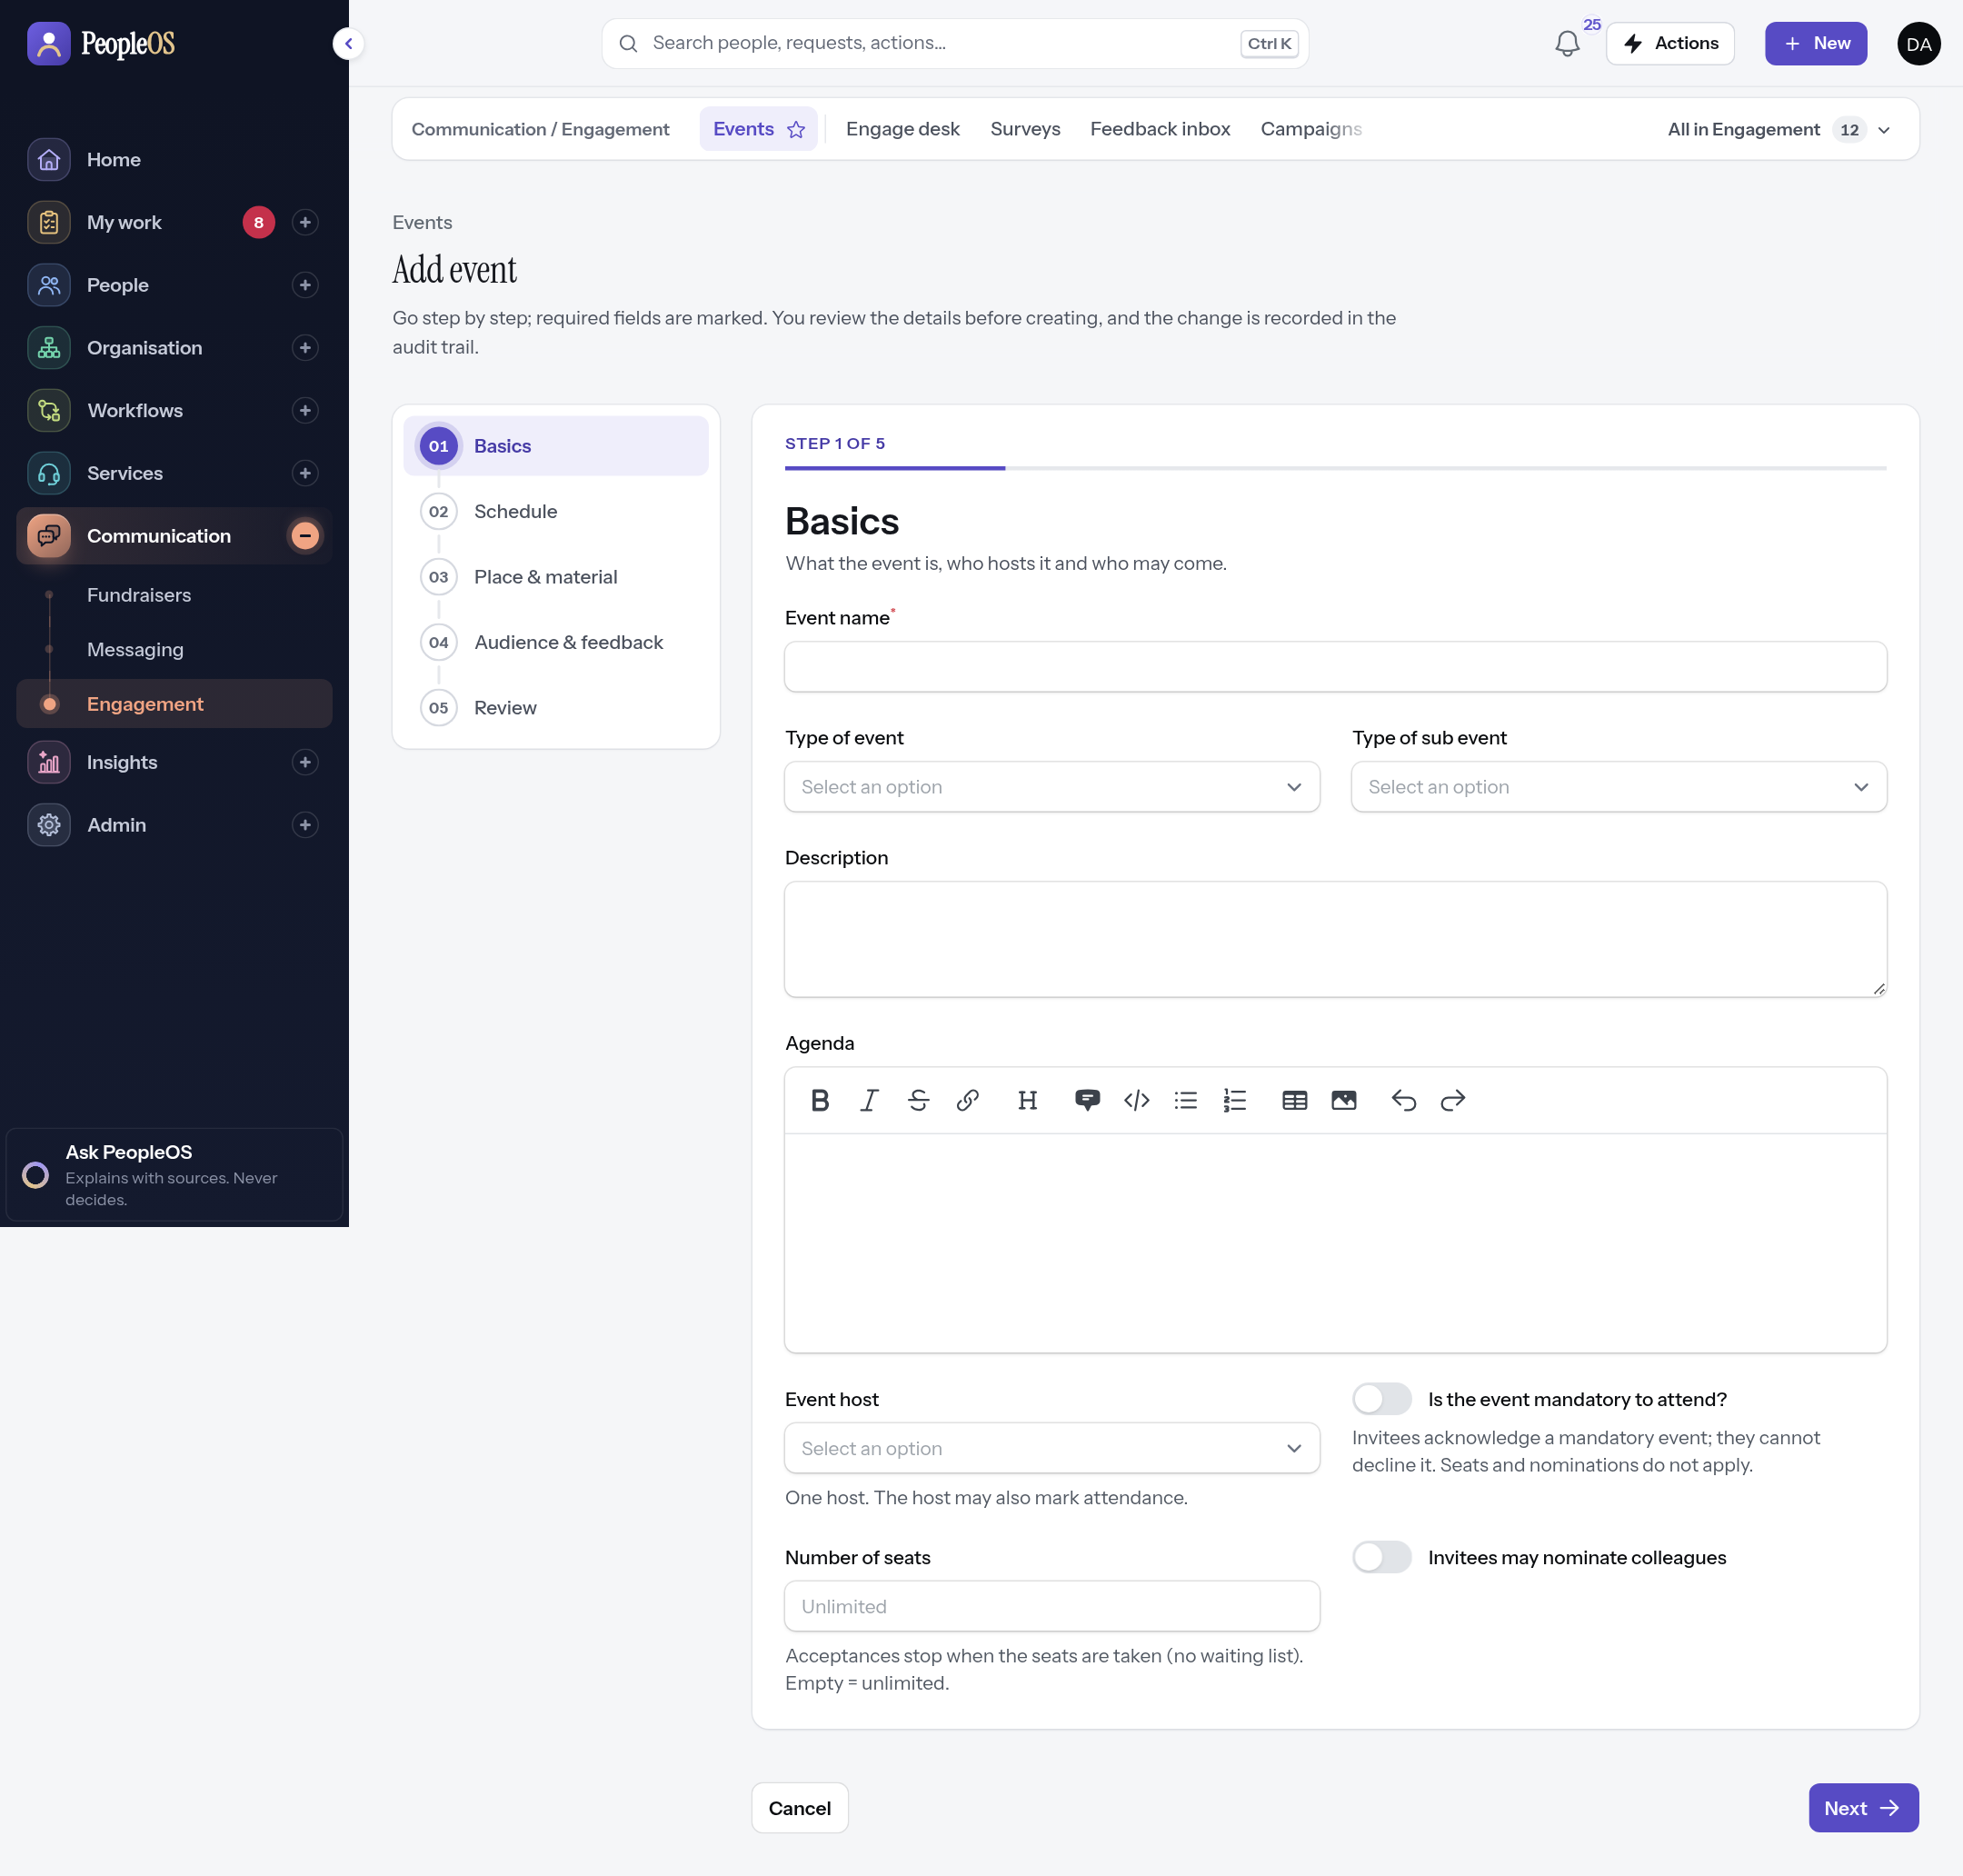 PeopleOS
Search people, requests, actions...
Ctrl K
25
Actions
New
DA
Home
My work
8
People
Organisation
Workflows
Services
Communication
Fundraisers
Messaging
Engagement
Insights
Admin
Ask PeopleOS
Explains with sources. Never
decides.
Communication / Engagement
Events
Engage desk
Surveys
Feedback inbox
Campaigns
All in Engagement
12
Events
Add event
Go step by step; required fields are marked. You review the details before creating, and the change is recorded in the
audit trail.
01 Basics
02 Schedule
03 Place & material
04 Audience & feedback
05 Review
STEP 1 OF 5
Basics
What the event is, who hosts it and who may come.
Event name*
Type of event
Select an option
Type of sub event
Select an option
Description
Agenda
Event host
Select an option
One host. The host may also mark attendance.
Is the event mandatory to attend?
Invitees acknowledge a mandatory event; they cannot
decline it. Seats and nominations do not apply.
Number of seats
Unlimited
Acceptances stop when the seats are taken (no waiting list).
Empty = unlimited.
Invitees may nominate colleagues
Cancel
Next